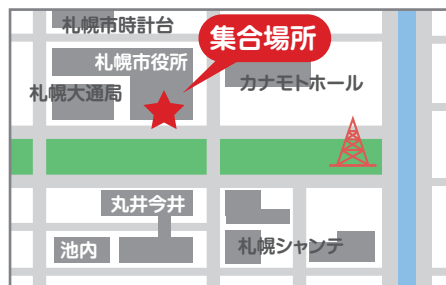 札幌市時計台
集合場所
札幌市役所
カナモトホール
札幌大通局
丸井今井
池内
札幌シャンテ